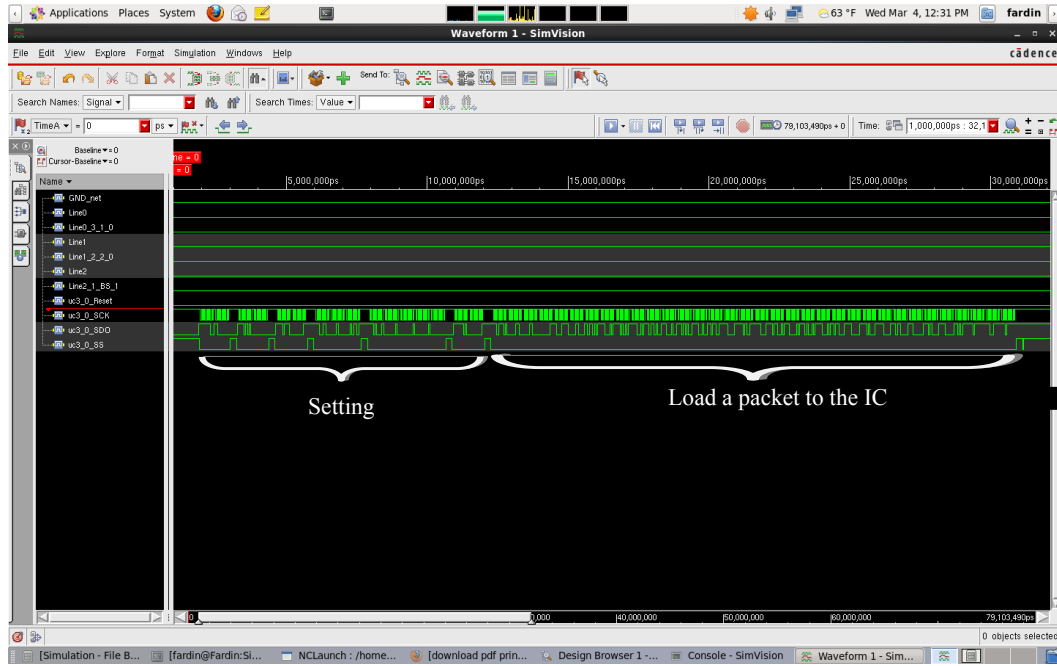 Applications Places System 63 °F Wed Mar 4, 12:31 PM fardin
Waveform 1 - SimVision
File Edit View Explore Format Simulation Windows Help cādence
Send To:
Search Names: Signal Search Times: Value
TimeA = 0 ps 79,103,490ps + 0 Time: 1,000,000ps : 32,1
Baseline = 0
Cursor-Baseline = 0
ne = 0
= 0
Name 5,000,000ps 10,000,000ps 15,000,000ps 20,000,000ps 25,000,000ps 30,000,000ps
GND_net
Line0
Line0_3_1_0
Line1
Line1_2_2_0
Line2
Line2_1_BS_1
uc3_0_Reset
uc3_0_SCK
uc3_0_SDO
uc3_0_SS
Setting
Load a packet to the IC
0 0,000 40,000,000 50,000,000 60,000,000 79,103,490ps
0 objects selected
[Simulation - File B... [fardin@Fardin:Si... NCLaunch : /home... [download pdf prin... Design Browser 1 -... Console - SimVision Waveform 1 - Sim...